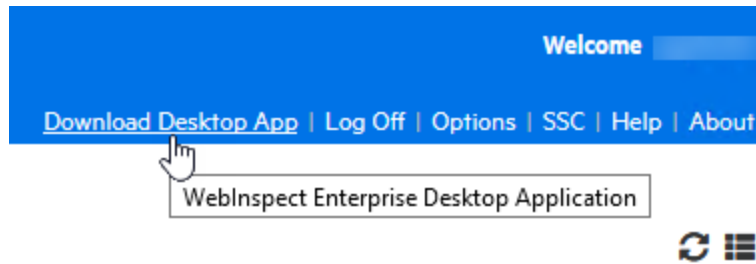 Welcome
Download Desktop App | Log Off | Options | SSC | Help | About
WebInspect Enterprise Desktop Application